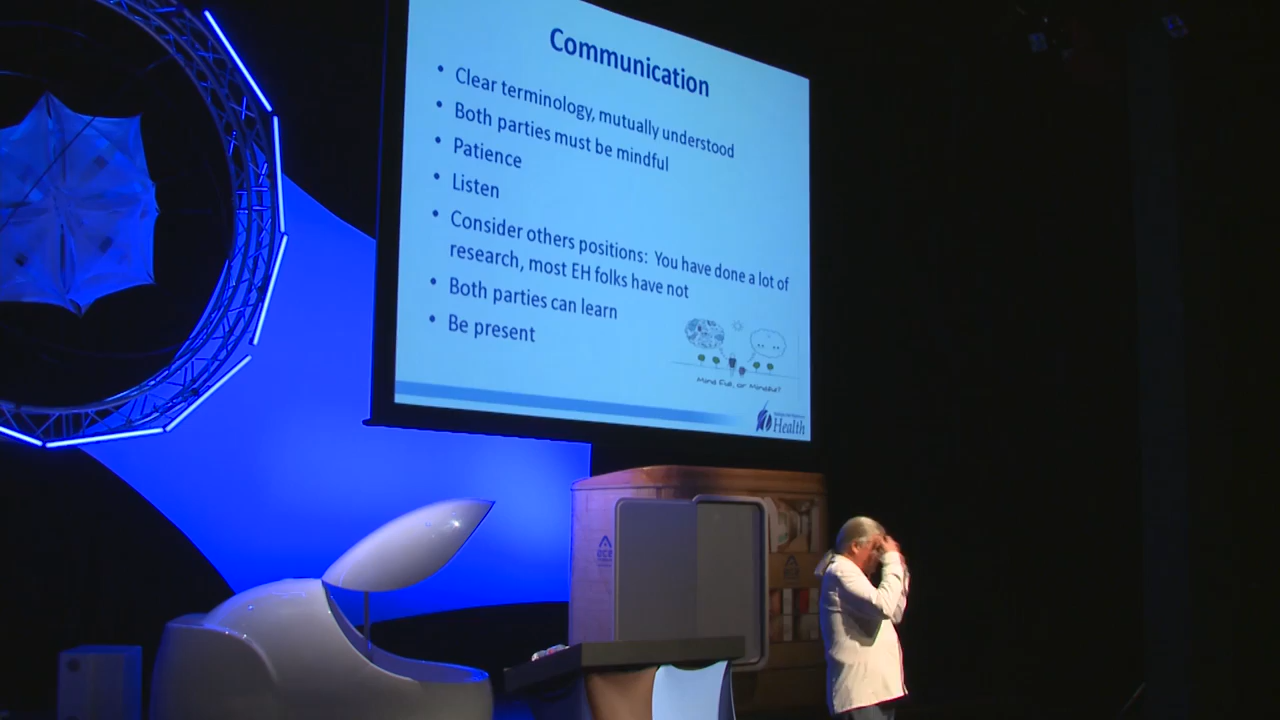 Communication
• Clear terminology, mutually understood
• Both parties must be mindful
• Patience
• Listen
• Consider others positions: You have done a lot of
research, most EH folks have not
• Both parties can learn
• Be present
Mind Full, or Mindful?
Health